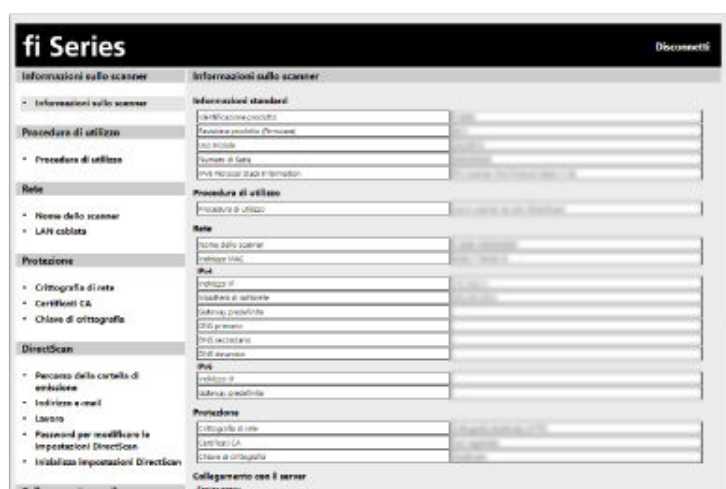 fi Series
Disconnetti
Informazioni sullo scanner
• Informazioni sullo scanner
Procedura di utilizzo
• Procedura di utilizzo
Rete
• Nome dello scanner
• LAN cablata
Protezione
• Crittografia di rete
• Certificati CA
• Chiave di crittografia
DirectScan
• Percorso della cartella di
emissione
• Indirizzo e-mail
• Lavoro
• Password per modificare le
impostazioni DirectScan
• Inizializza impostazioni DirectScan
Informazioni sullo scanner
Informazioni standard
Identificazione prodotto
Revisione prodotto (Firmware)
Uso iniziale
Numero di Serie
IPv6 Protocol Stack Information
Procedura di utilizzo
Procedura di utilizzo
Rete
Nome dello scanner
Indirizzo MAC
IPv4
Indirizzo IP
Maschera di sottorete
Gateway predefinito
DNS primario
DNS secondario
DNS dinamico
IPv6
Indirizzo IP
Gateway predefinito
Protezione
Crittografia di rete
Certificati CA
Chiave di crittografia
Collegamento con il server